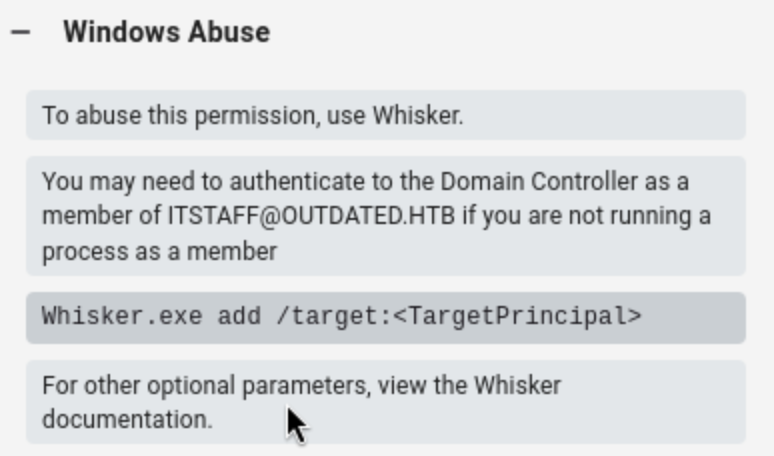 Windows Abuse
To abuse this permission, use Whisker.
You may need to authenticate to the Domain Controller as a
member of ITSTAFF@OUTDATED.HTB if you are not running a
process as a member
Whisker.exe add /target:<TargetPrincipal>
For other optional parameters, view the Whisker
documentation.